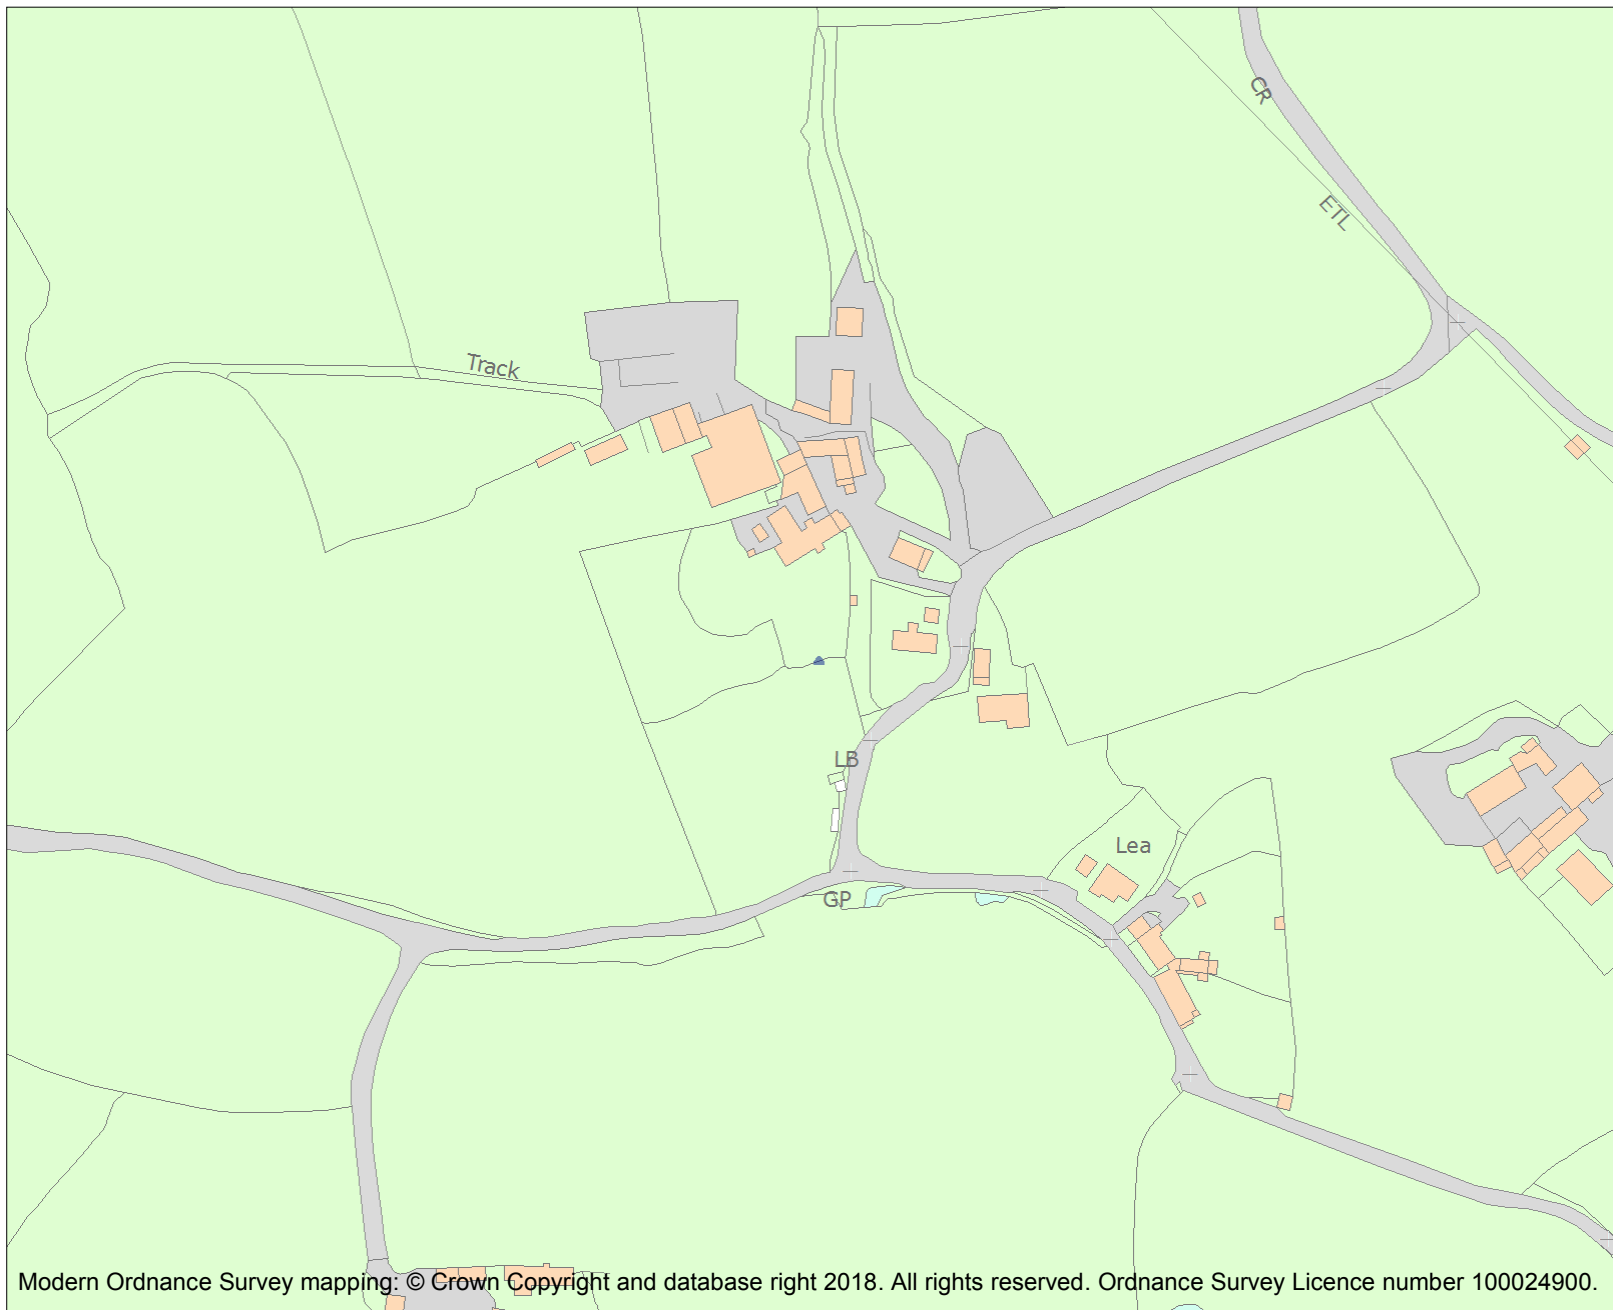 CR
ETL
Track
LB
Lea
GP
Modern Ordnance Survey mapping: © Crown Copyright and database right 2018. All rights reserved. Ordnance Survey Licence number 100024900.